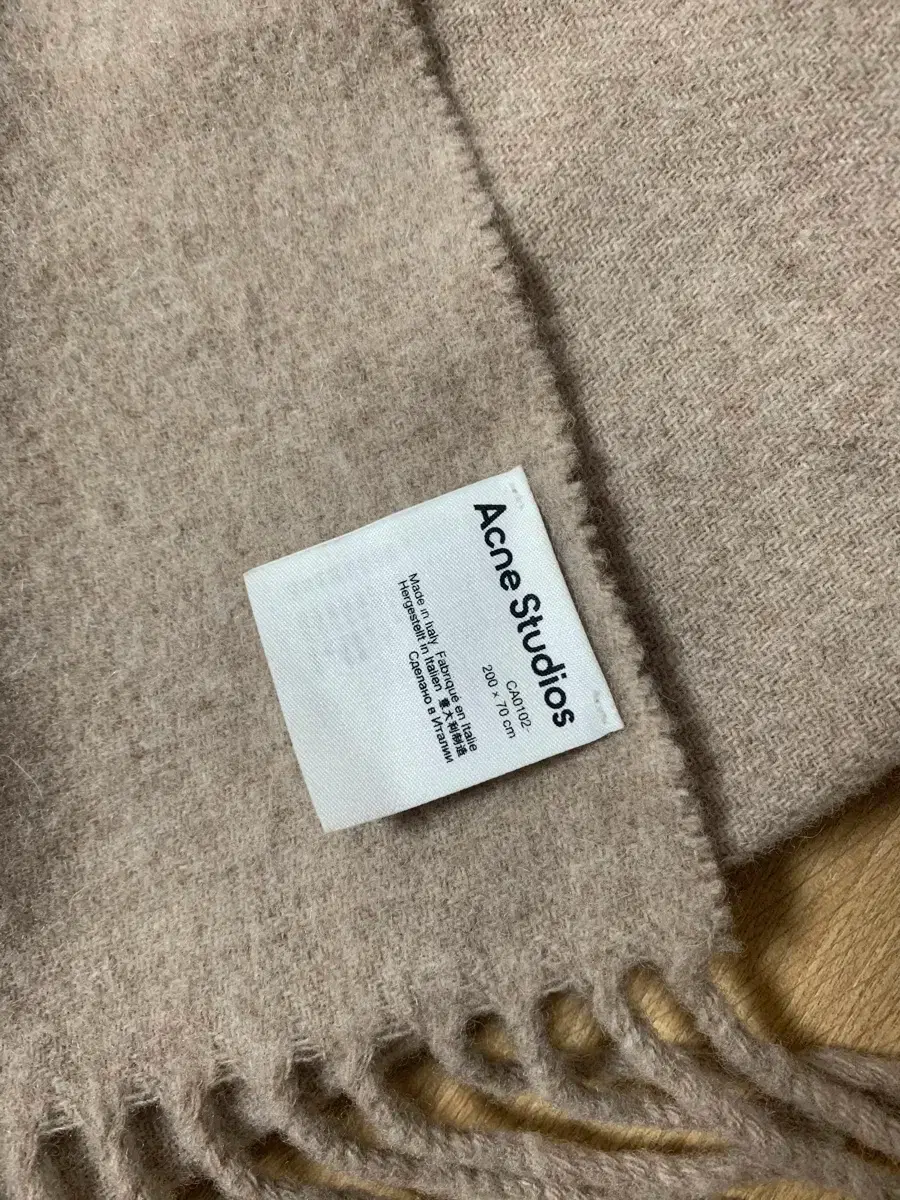 Acne Studios
CA0102-
200 × 70 cm
Made in Italy Fabriqué en Italie
Hergestellt in Italien 意大利制造
Сделано в Италии